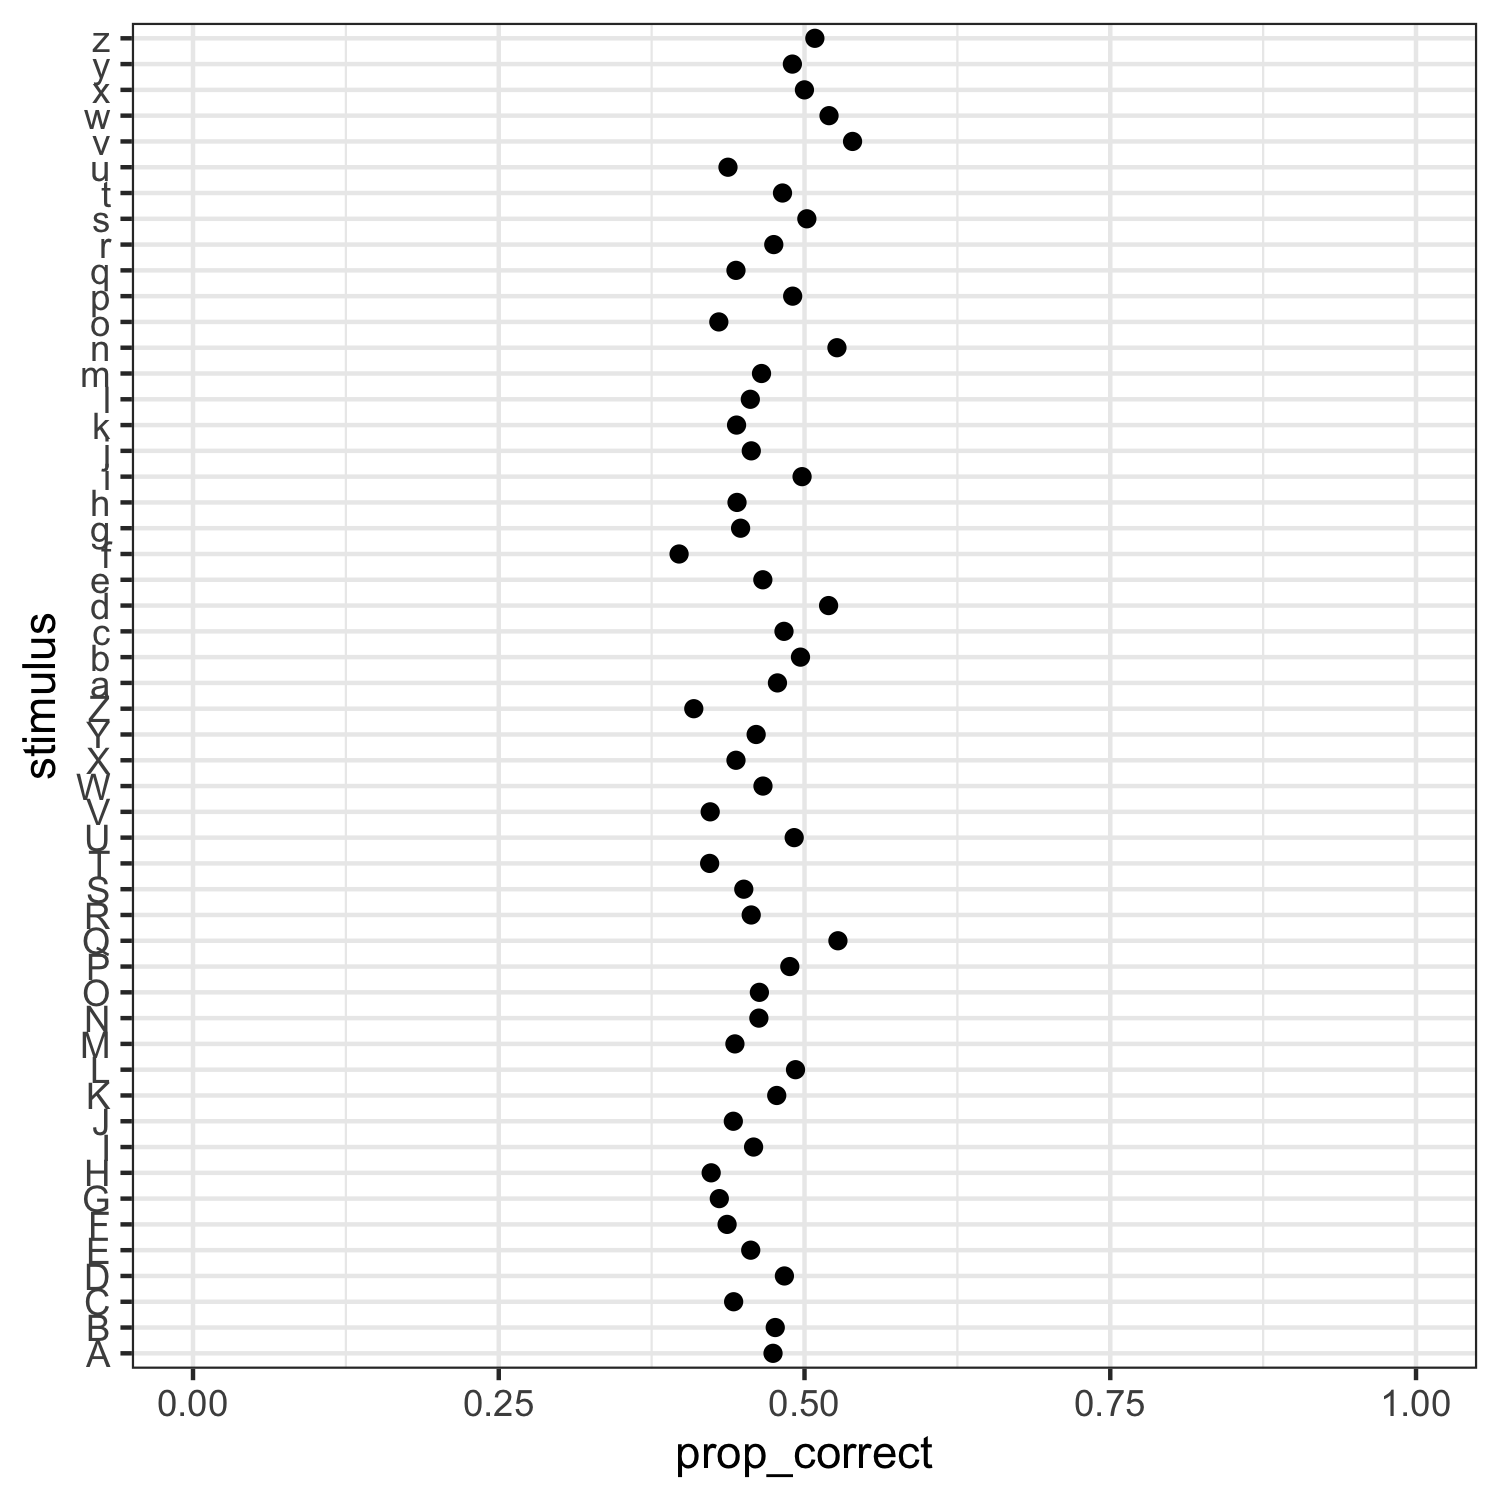 z
y
x
w
v
u
t
s
r
q
p
o
n
m
l
k
j
i
h
g
f
e
d
c
b
a
Z
Y
X
W
V
U
T
S
R
Q
P
O
N
M
L
K
J
I
H
G
F
E
D
C
B
A
stimulus
0.00 0.25 0.50 0.75 1.00
prop_correct